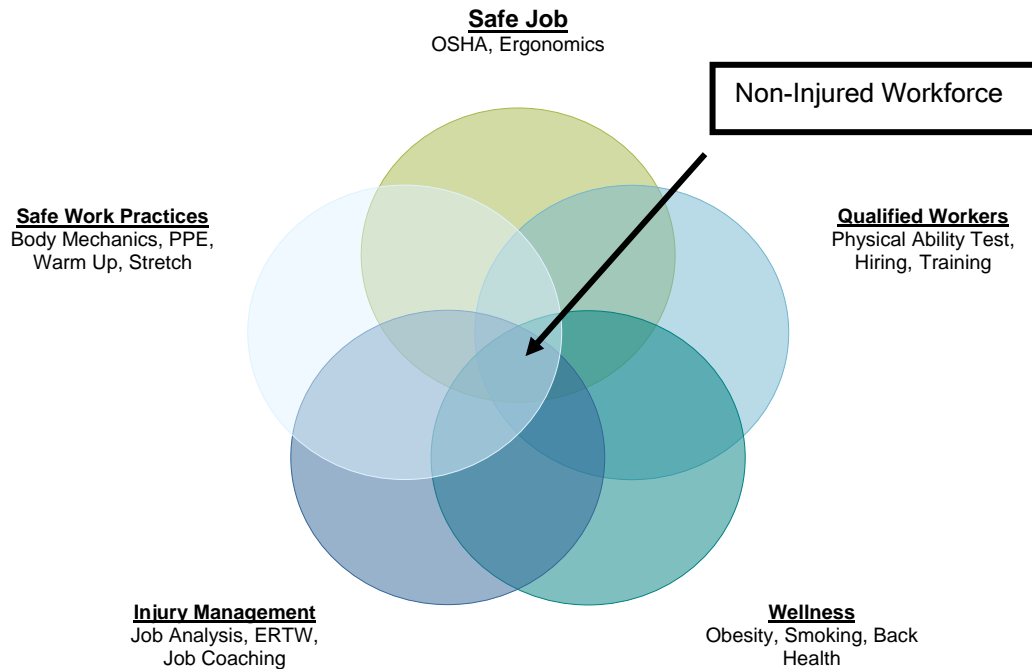 Safe Job
OSHA, Ergonomics
Non-Injured Workforce
Safe Work Practices
Body Mechanics, PPE,
Warm Up, Stretch
Qualified Workers
Physical Ability Test,
Hiring, Training
Injury Management
Job Analysis, ERTW,
Job Coaching
Wellness
Obesity, Smoking, Back
Health